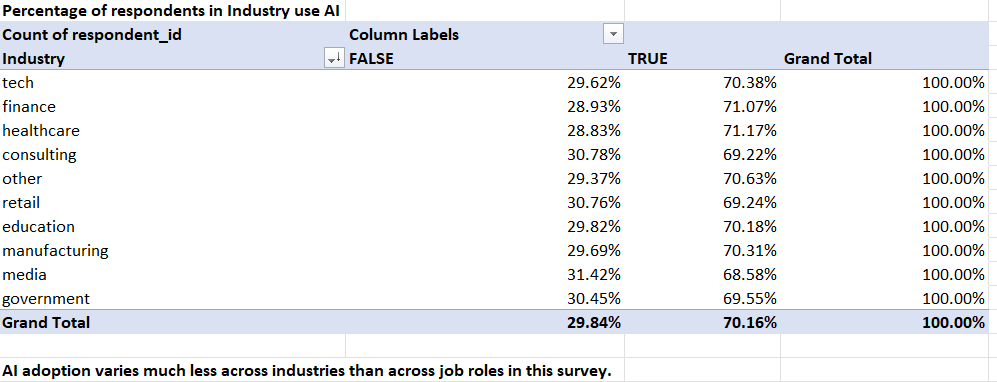 Percentage of respondents in Industry use AI
Count of respondent_id Column Labels
Industry FALSE TRUE Grand Total
tech 29.62% 70.38% 100.00%
finance 28.93% 71.07% 100.00%
healthcare 28.83% 71.17% 100.00%
consulting 30.78% 69.22% 100.00%
other 29.37% 70.63% 100.00%
retail 30.76% 69.24% 100.00%
education 29.82% 70.18% 100.00%
manufacturing 29.69% 70.31% 100.00%
media 31.42% 68.58% 100.00%
government 30.45% 69.55% 100.00%
Grand Total 29.84% 70.16% 100.00%
AI adoption varies much less across industries than across job roles in this survey.